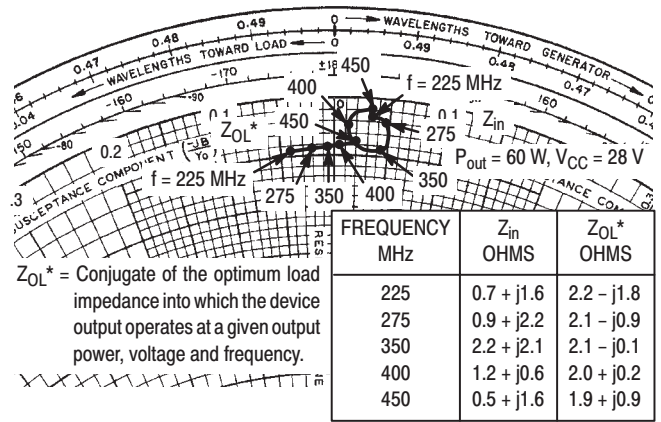 0.47
0.48
0.49
0
WAVELENGTHS TOWARD GENERATOR
0.49
0.48
0.47
WAVELENGTHS TOWARD LOAD
0
0.04
-160
-90
-170
450
f = 225 MHz
400
450
0.1
0
0.1
160
-80
0.2
ZOL*
Zin
275
Pout = 60 W, VCC = 28 V
SUSCEPTANCE COMPONENT
f = 225 MHz
275
350
400
350
FREQUENCY MHz | Zin OHMS | ZOL* OHMS
225 | 0.7 + j1.6 | 2.2 – j1.8
275 | 0.9 + j2.2 | 2.1 – j0.9
350 | 2.2 + j2.1 | 2.1 – j0.1
400 | 1.2 + j0.6 | 2.0 + j0.2
450 | 0.5 + j1.6 | 1.9 + j0.9
ZOL* = Conjugate of the optimum load
impedance into which the device
output operates at a given output
power, voltage and frequency.